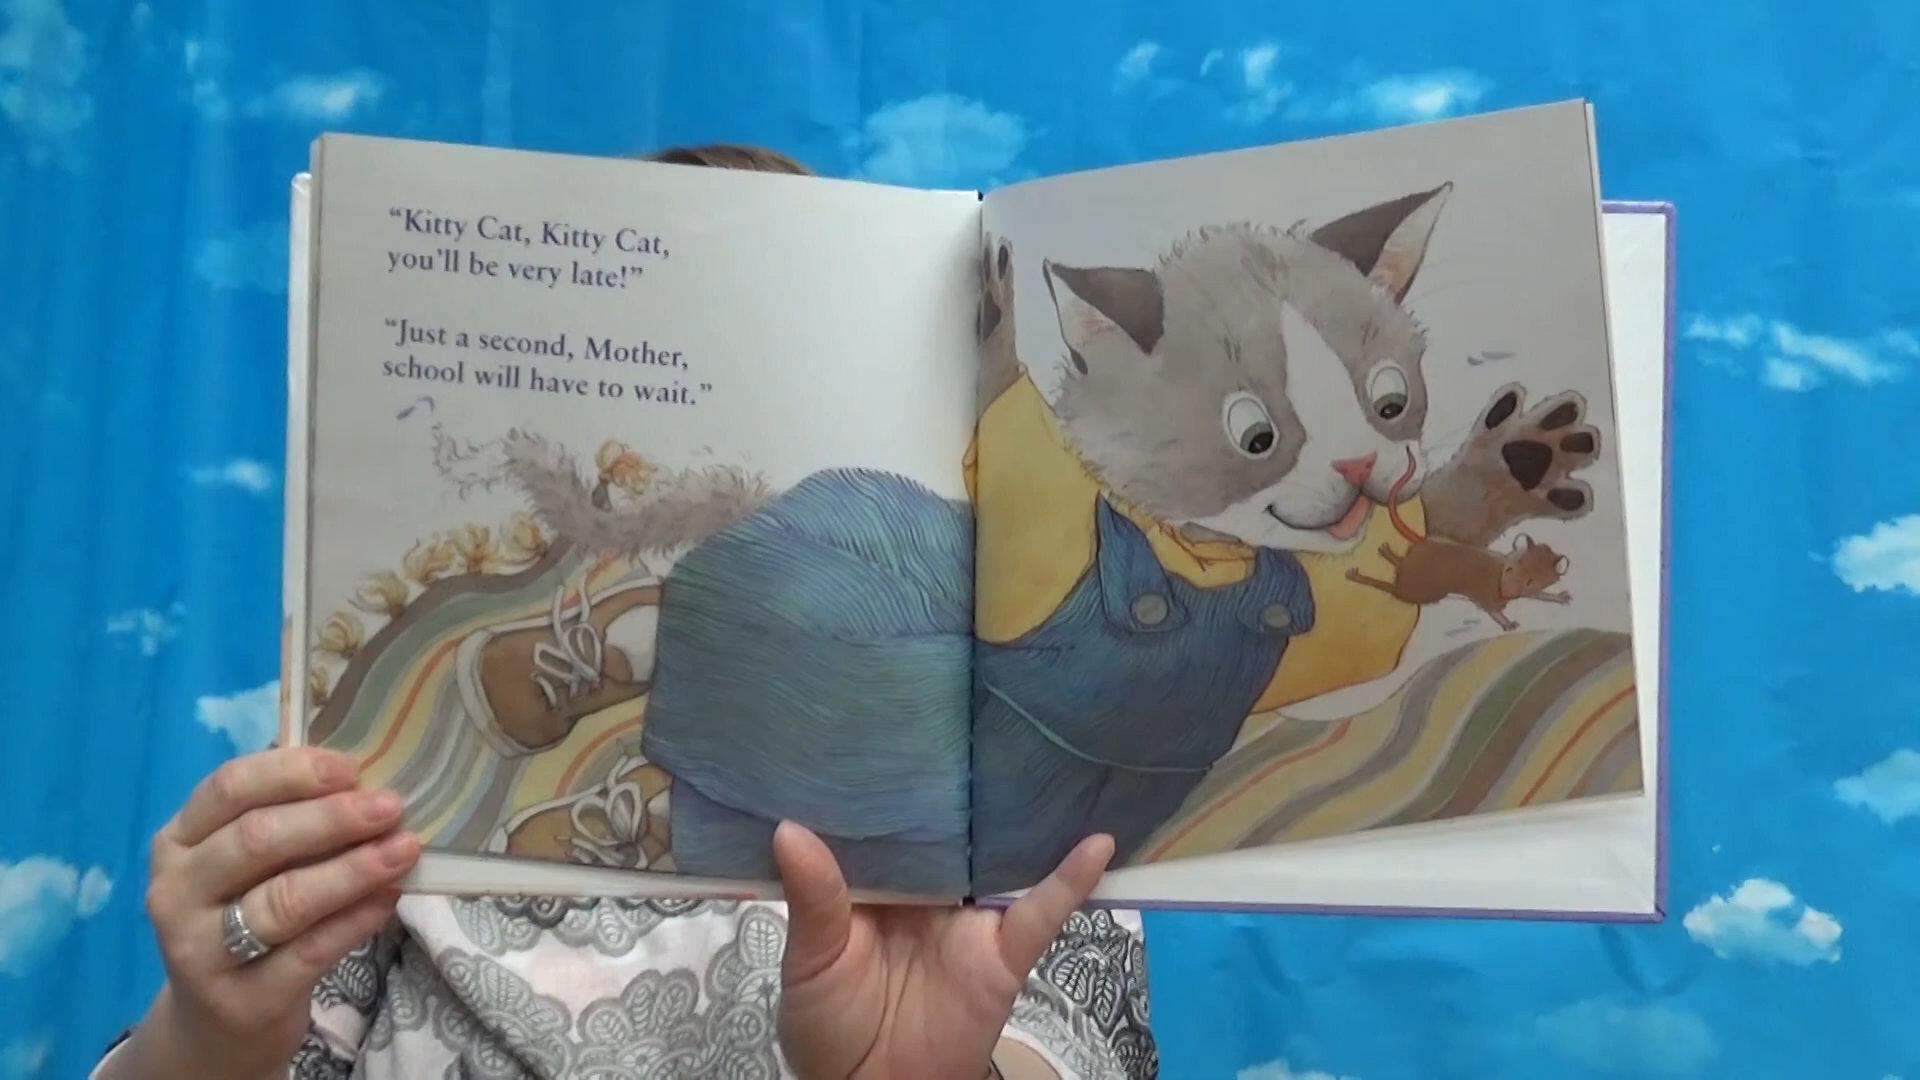 “Kitty Cat, Kitty Cat,
you’ll be very late!”
“Just a second, Mother,
school will have to wait.”